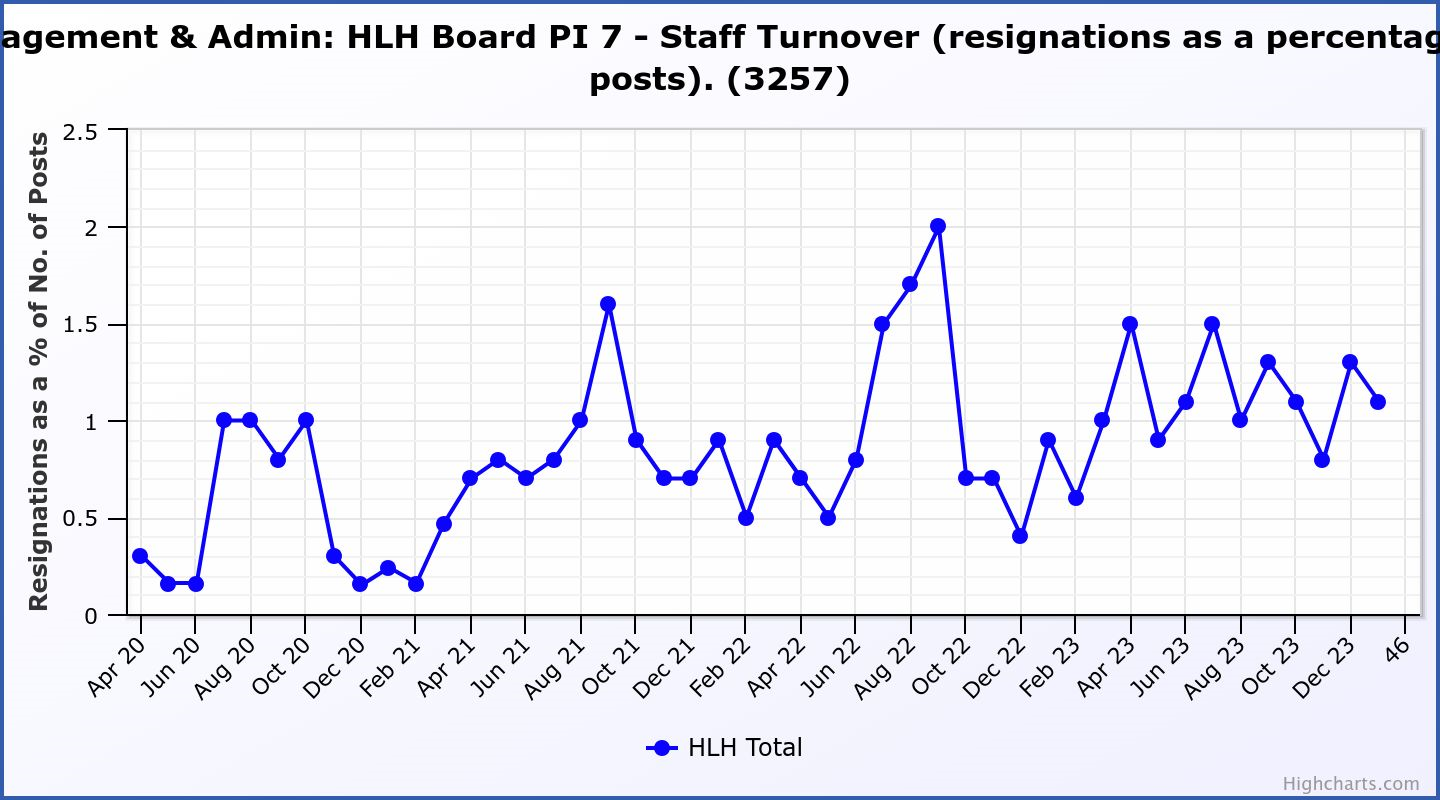 agement & Admin: HLH Board PI 7 - Staff Turnover (resignations as a percentag
posts). (3257)
Resignations as a % of No. of Posts
2.5
2
1.5
1
0.5
0
Apr 20
Jun 20
Aug 20
Oct 20
Dec 20
Feb 21
Apr 21
Jun 21
Aug 21
Oct 21
Dec 21
Feb 22
Apr 22
Jun 22
Aug 22
Oct 22
Dec 22
Feb 23
Apr 23
Jun 23
Aug 23
Oct 23
Dec 23
46
HLH Total
Highcharts.com